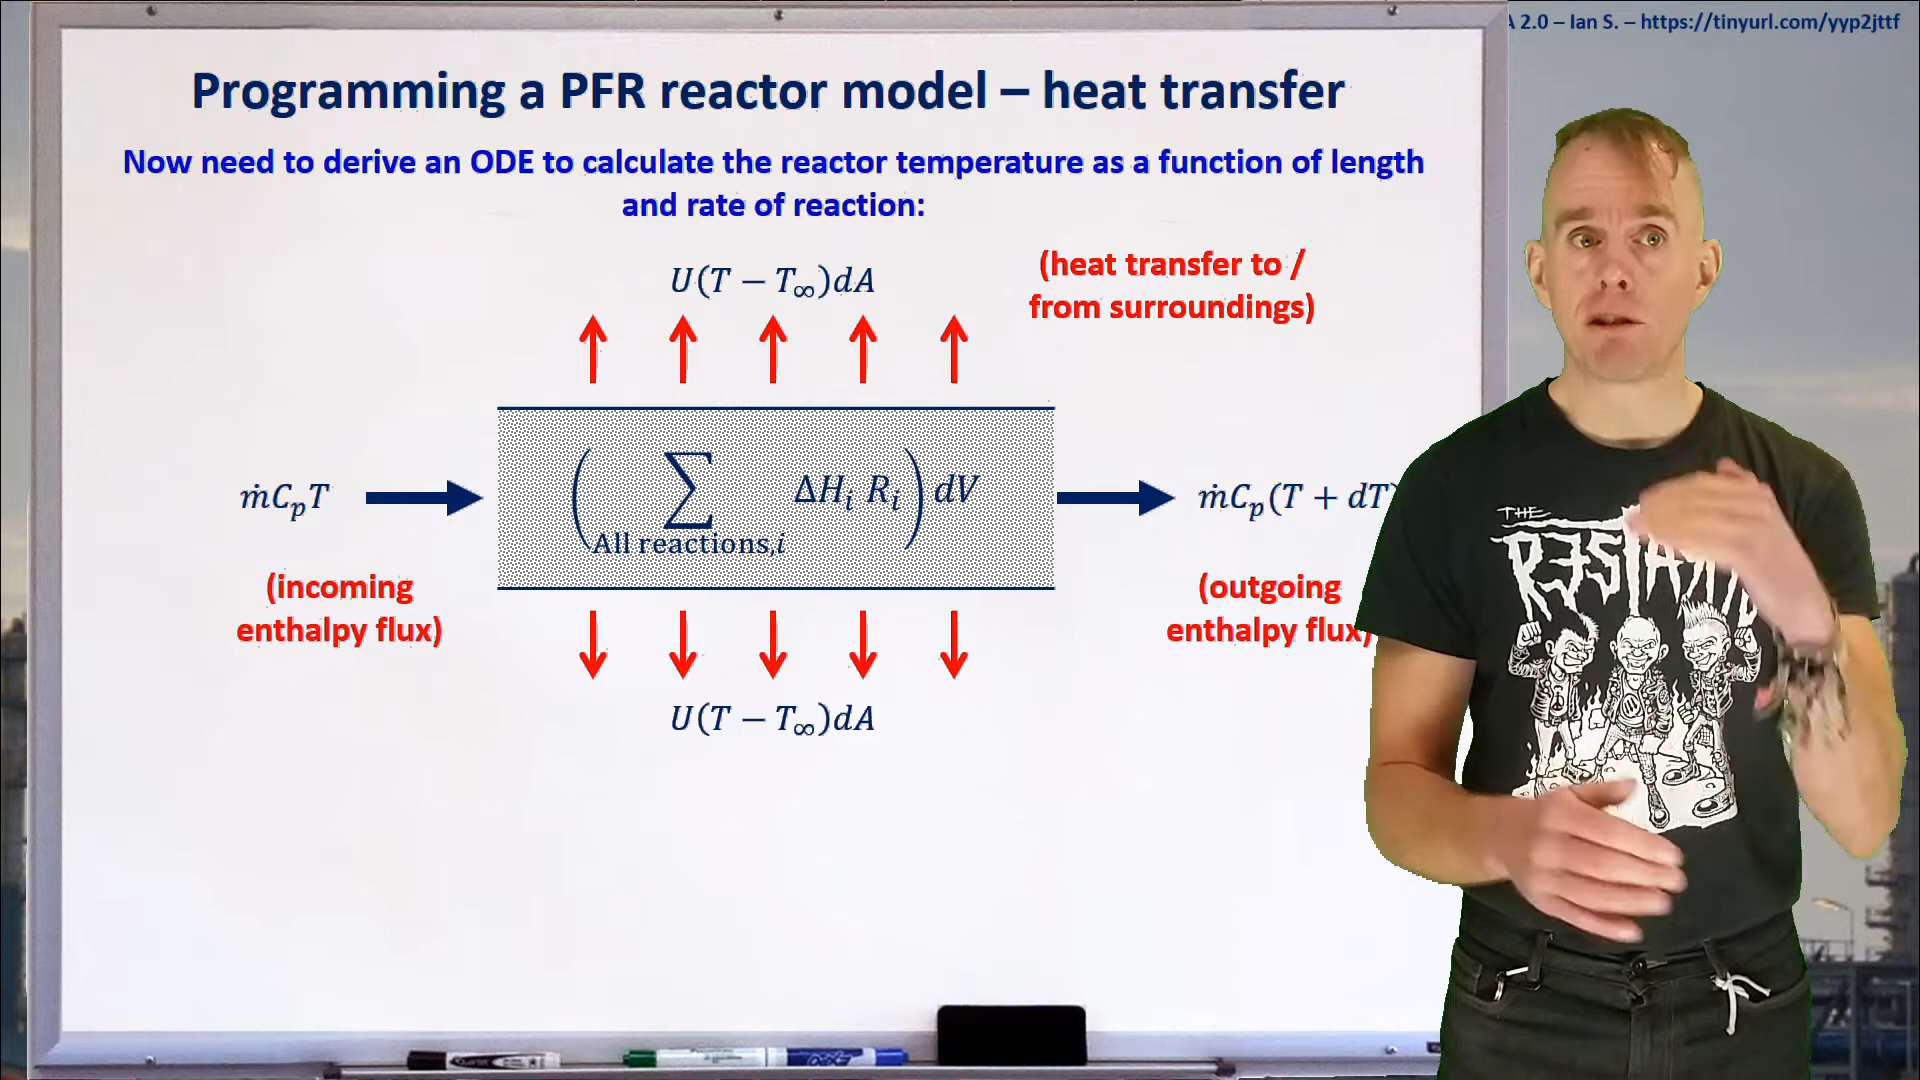 A 2.0 – Ian S. – https://tinyurl.com/yyp2jttf
Programming a PFR reactor model – heat transfer
Now need to derive an ODE to calculate the reactor temperature as a function of length
and rate of reaction:
U(T − T∞)dA
(heat transfer to /
from surroundings)
ṁCₚT
(∑ ΔHᵢ Rᵢ) dV
All reactions,i
ṁCₚ(T + dT)
(incoming
enthalpy flux)
(outgoing
enthalpy flux)
U(T − T∞)dA
THE